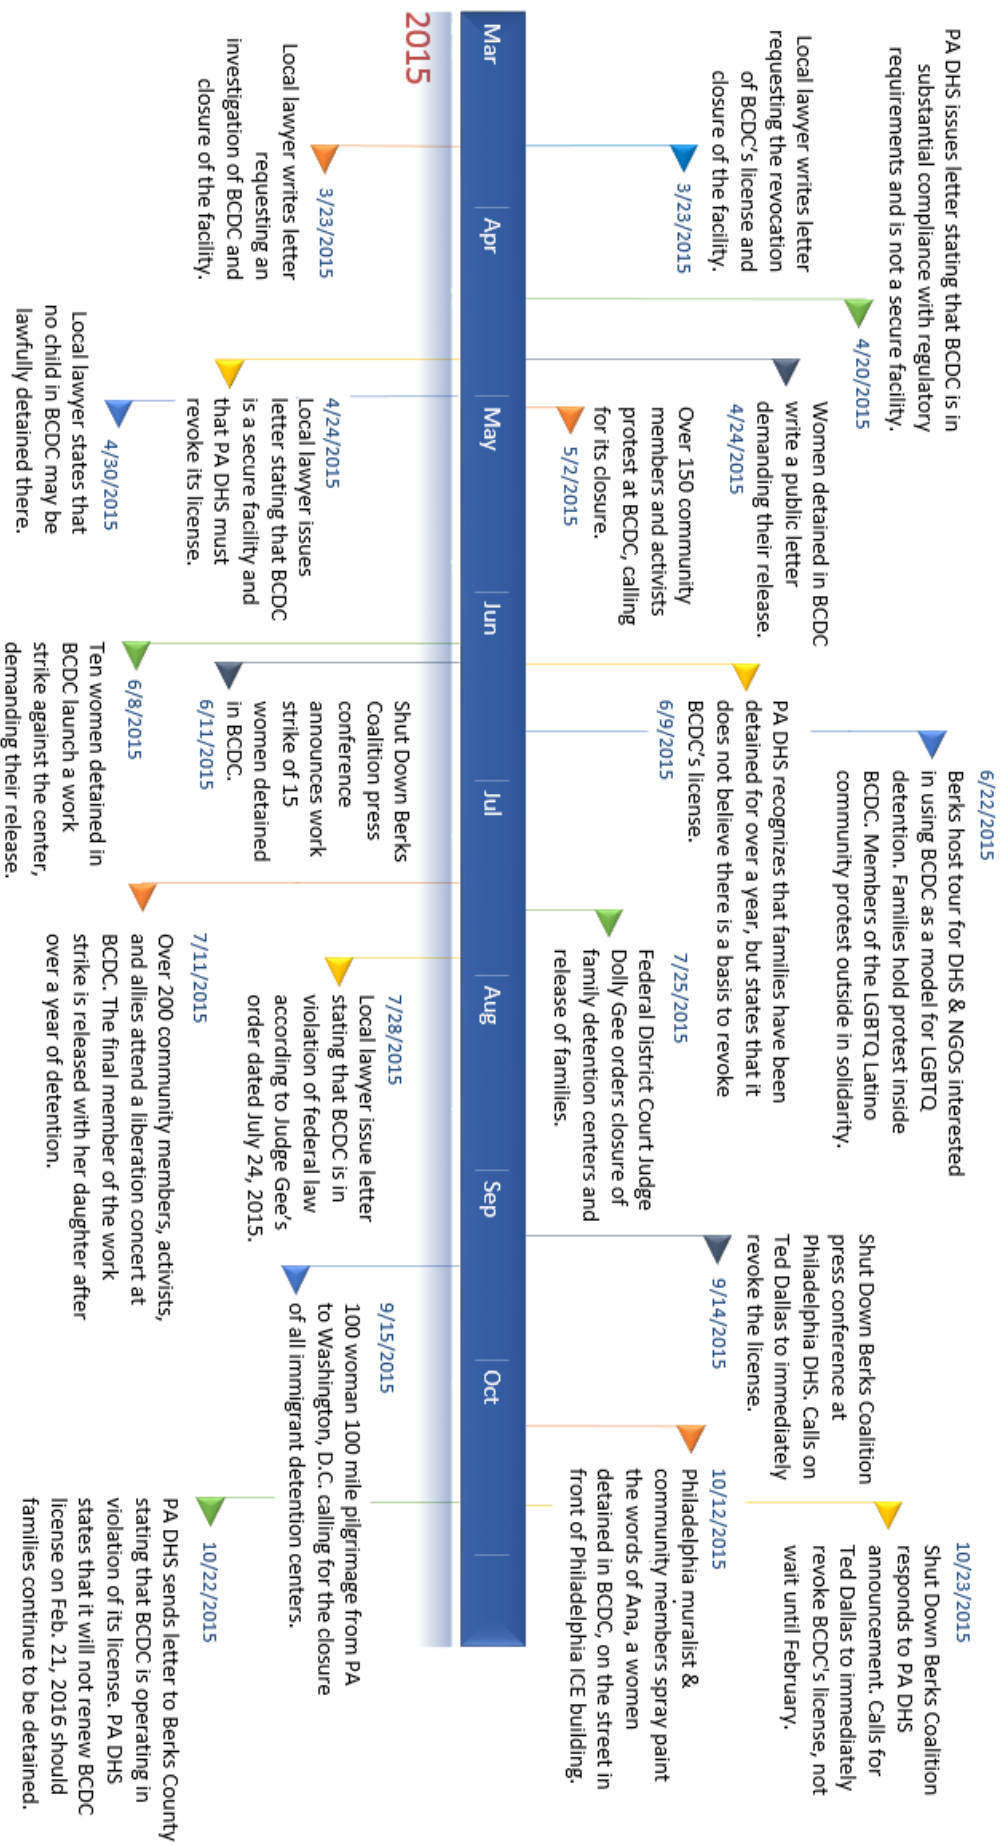 PA DHS issues letter stating that BCDC is in
substantial compliance with regulatory
requirements and is not a secure facility.
4/20/2015
Local lawyer writes letter
requesting the revocation
of BCDC's license and
closure of the facility.
3/23/2015
Women detained in BCDC
write a public letter
demanding their release.
4/24/2015
Over 150 community
members and activists
protest at BCDC, calling
for its closure.
5/2/2015
6/22/2015
Berks host tour for DHS & NGOs interested
in using BCDC as a model for LGBTQ
detention. Families hold protest inside
BCDC. Members of the LGBTQ Latino
community protest outside in solidarity.
PA DHS recognizes that families have been
detained for over a year, but states that it
does not believe there is a basis to revoke
BCDC's license.
6/9/2015
7/25/2015
Federal District Court Judge
Dolly Gee orders closure of
family detention centers and
release of families.
Shut Down Berks Coalition
press conference at
Philadelphia DHS. Calls on
Ted Dallas to immediately
revoke the license.
9/14/2015
10/23/2015
Shut Down Berks Coalition
responds to PA DHS
announcement. Calls for
Ted Dallas to immediately
revoke BCDC's license, not
wait until February.
10/12/2015
Philadelphia muralist &
community members spray paint
the words of Ana, a women
detained in BCDC, on the street in
front of Philadelphia ICE building.
Mar
Apr
May
Jun
Jul
Aug
Sep
Oct
2015
3/23/2015
Local lawyer writes letter
requesting an
investigation of BCDC and
closure of the facility.
4/24/2015
Local lawyer issues
letter stating that BCDC
is a secure facility and
that PA DHS must
revoke its license.
4/30/2015
Local lawyer states that
no child in BCDC may be
lawfully detained there.
Shut Down Berks
Coalition press
conference
announces work
strike of 15
women detained
in BCDC.
6/11/2015
6/8/2015
Ten women detained in
BCDC launch a work
strike against the center,
demanding their release.
7/28/2015
Local lawyer issue letter
stating that BCDC is in
violation of federal law
according to Judge Gee's
order dated July 24, 2015.
7/11/2015
Over 200 community members, activists,
and allies attend a liberation concert at
BCDC. The final member of the work
strike is released with her daughter after
over a year of detention.
9/15/2015
100 woman 100 mile pilgrimage from PA
to Washington, D.C. calling for the closure
of all immigrant detention centers.
10/22/2015
PA DHS sends letter to Berks County
stating that BCDC is operating in
violation of its license. PA DHS
states that it will not renew BCDC
license on Feb. 21, 2016 should
families continue to be detained.